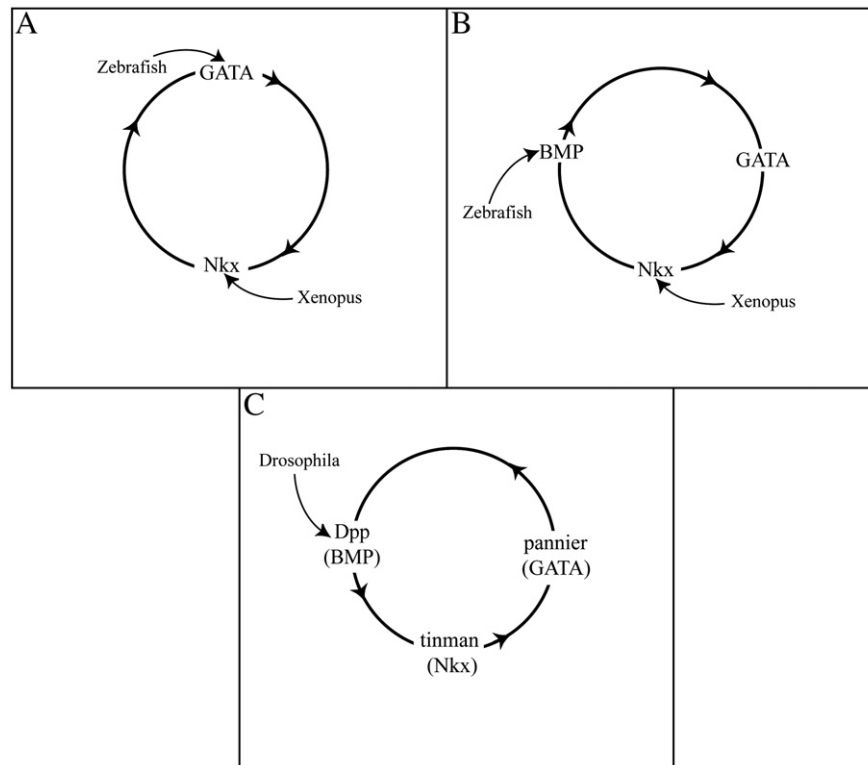 A
Zebrafish
GATA
Nkx
Xenopus
B
BMP
GATA
Zebrafish
Nkx
Xenopus
C
Drosophila
Dpp
(BMP)
pannier
(GATA)
tinman
(Nkx)